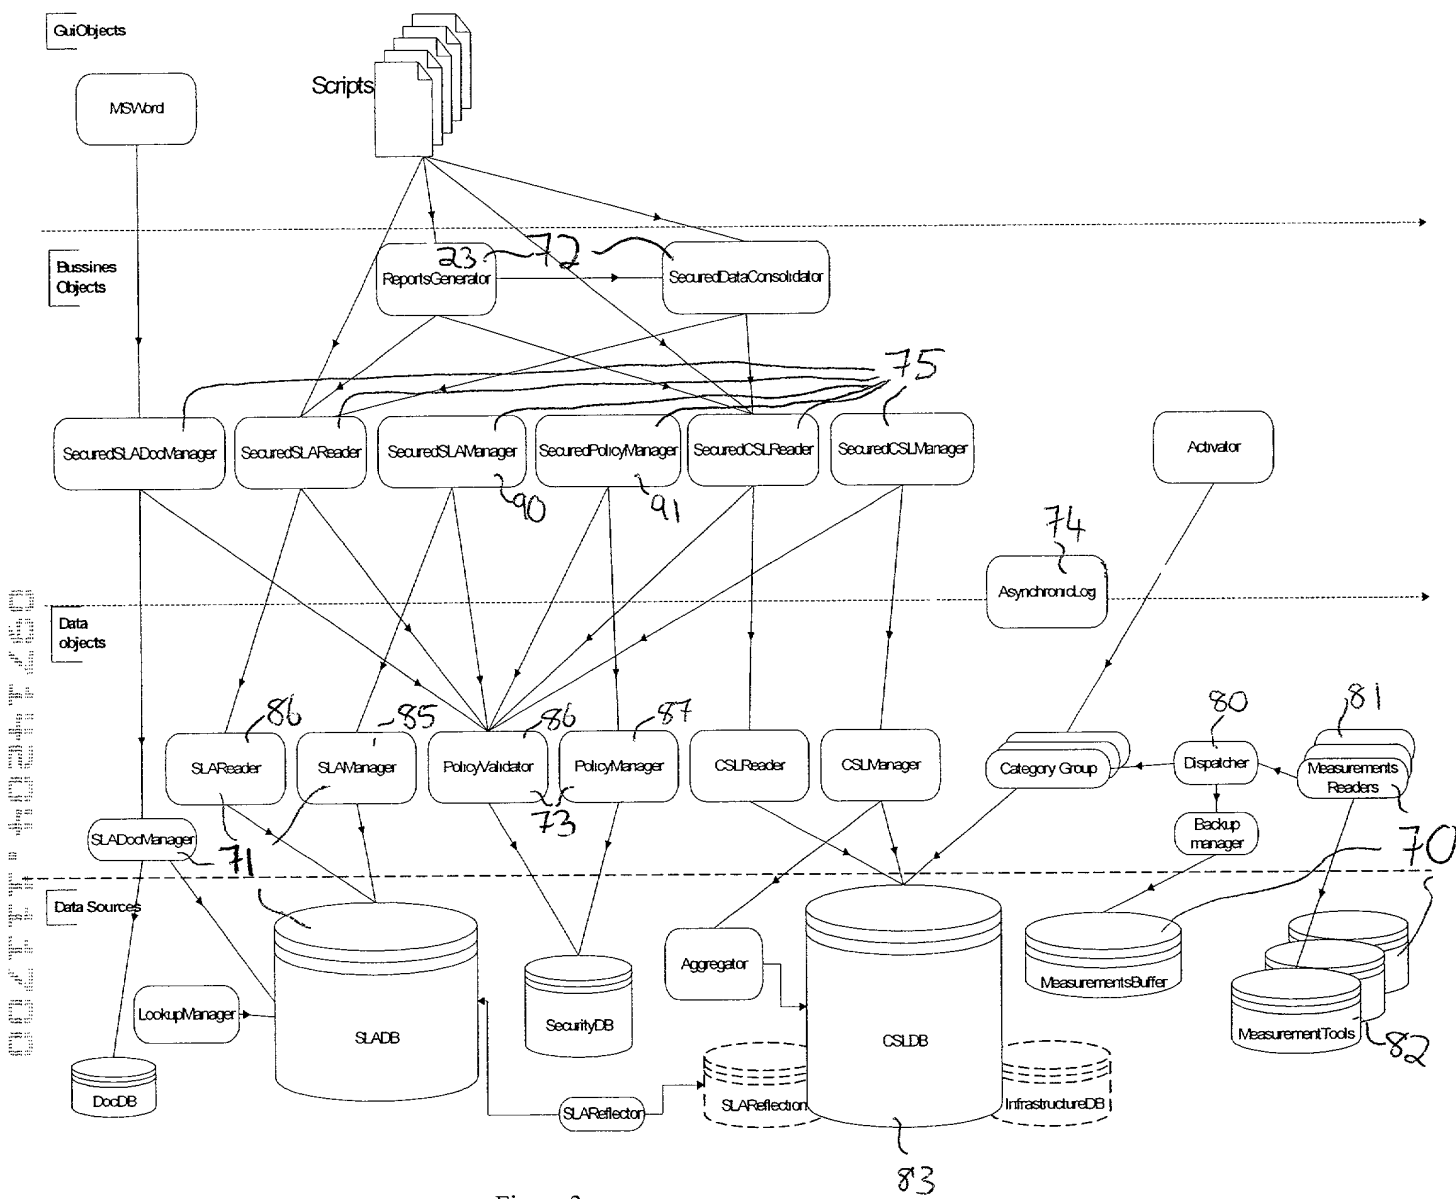 GuiObjects
Scripts
MSWord
23
72
Bussines
Objects
ReportsGenerator
SecuredDataConsolidator
75
SecuredSLADocManager
SecuredSLAReader
SecuredSLAManager
SecuredPolicyManager
SecuredCSLReader
SecuredCSLManager
Activator
90
91
74
AsynchronicLog
Data
objects
86
85
86
87
80
81
SLAReader
SLAManager
PolicyValidator
PolicyManager
CSLReader
CSLManager
Category Group
Dispatcher
Measurements
Readers
73
SLADocManager
71
Backup
manager
70
Data Sources
Aggregator
MeasurementsBuffer
LookupManager
SLADB
SecurityDB
CSLDB
MeasurementTools
82
DocDB
SLAReflector
SLAReflection
InfrastructureDB
83